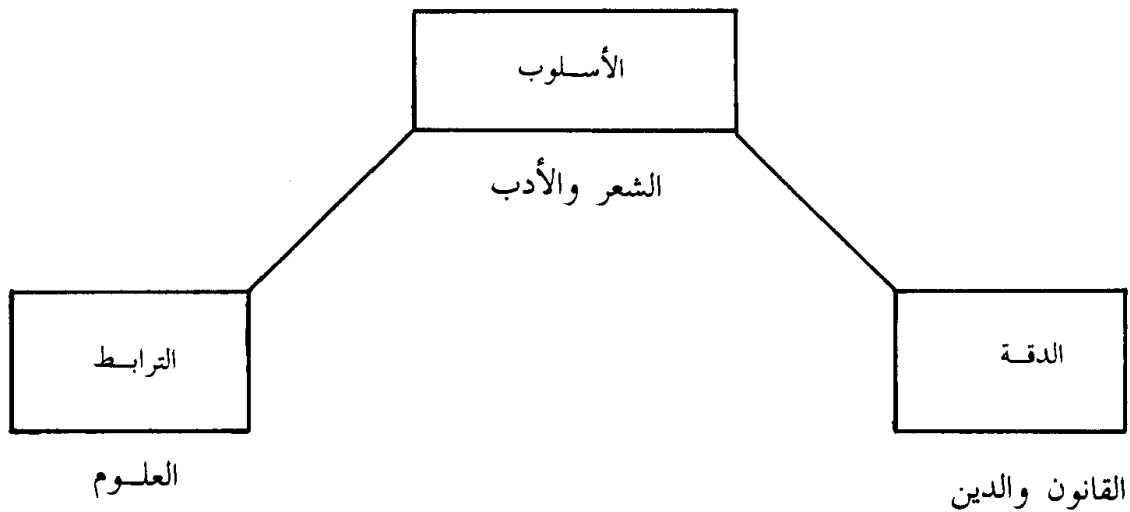 الأسلوب
الشعر والأدب
الدقة
الترابط
القانون والدين
العلوم